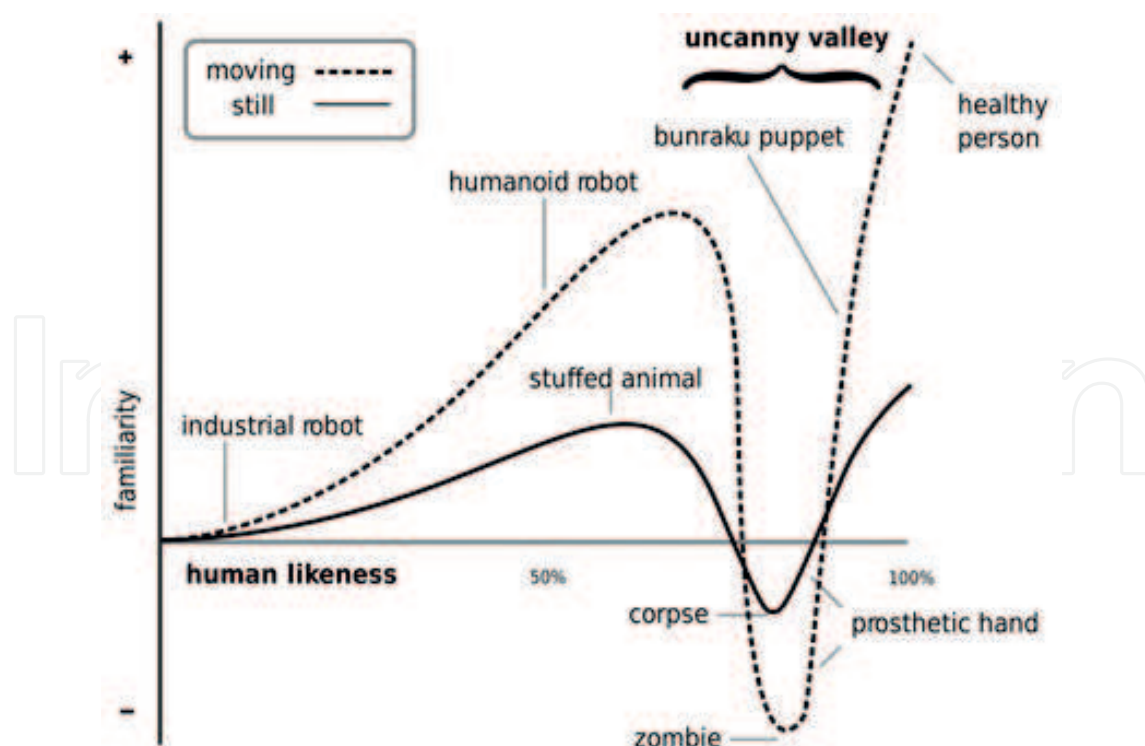 +
uncanny valley
moving
still
healthy
person
bunraku puppet
humanoid robot
stuffed animal
industrial robot
familiarity
human likeness
50%
100%
corpse
prosthetic hand
-
zombie